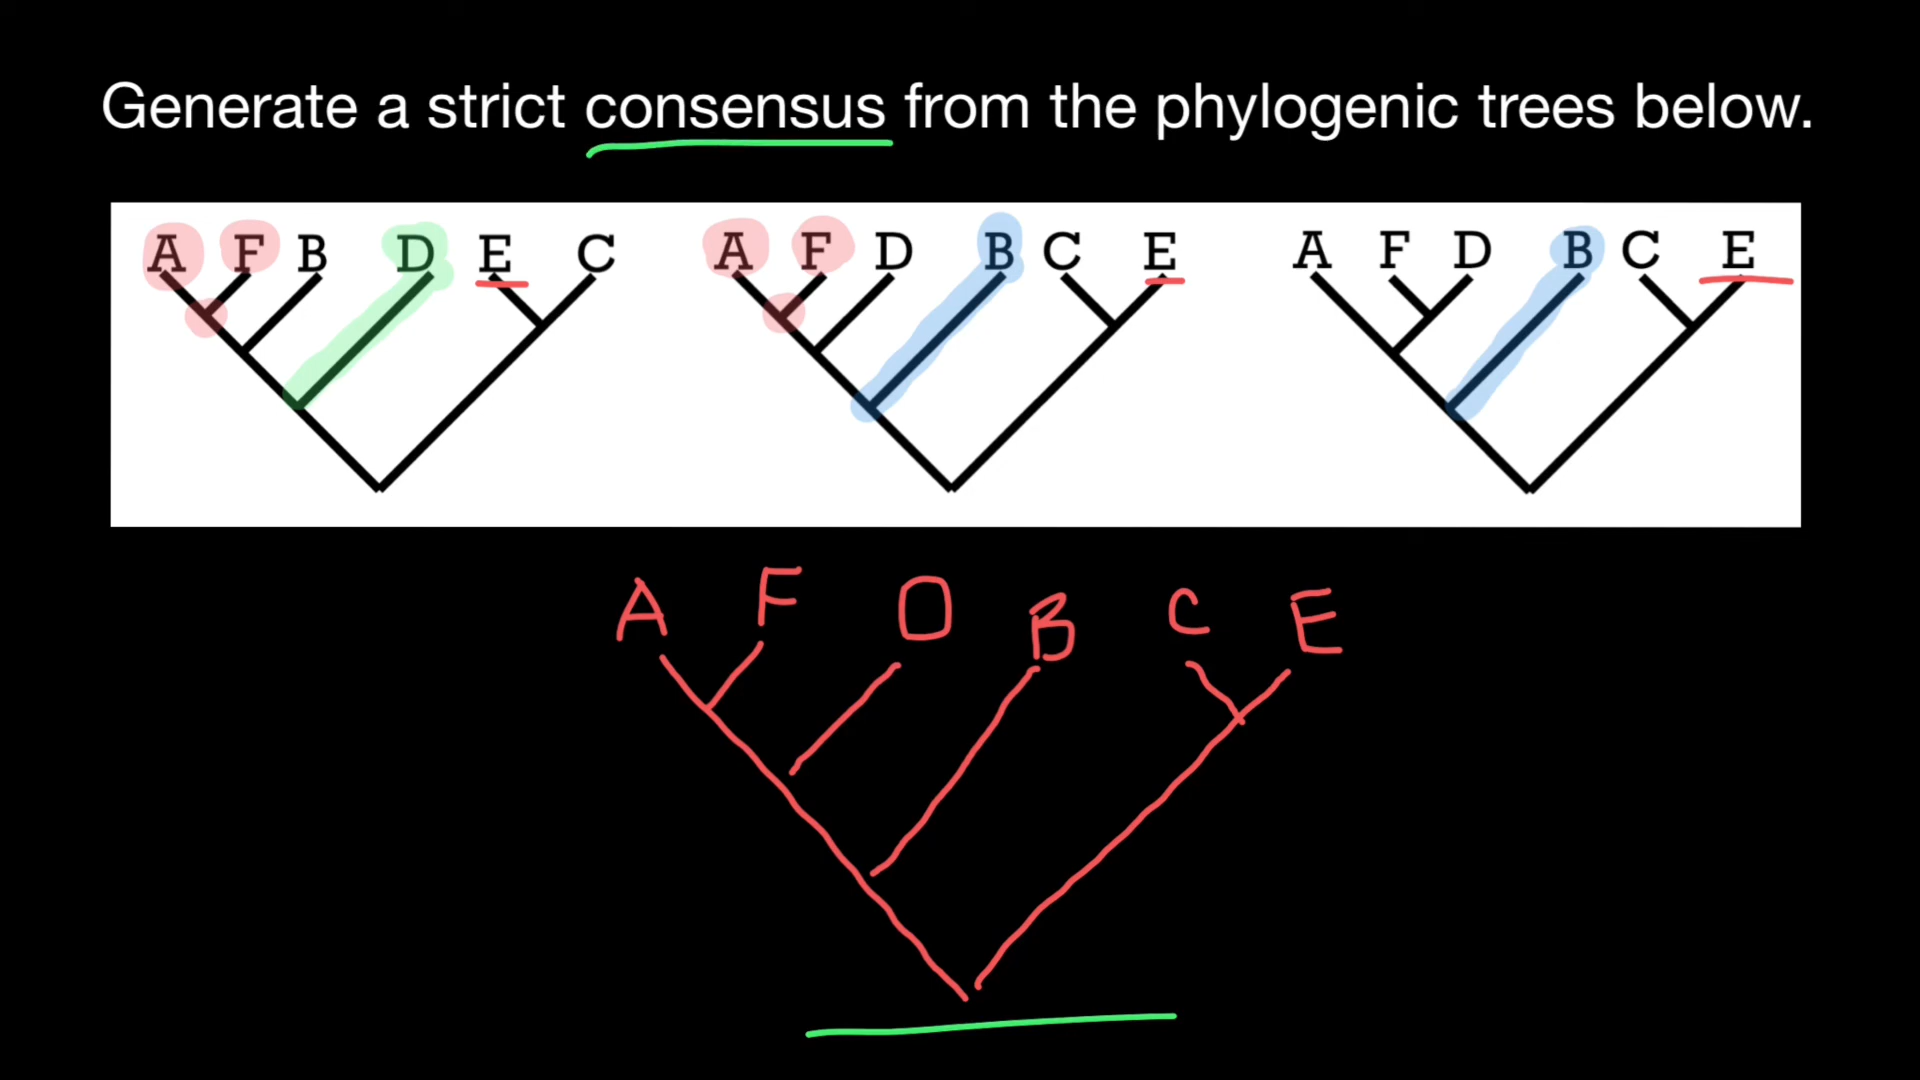 Generate a strict consensus from the phylogenic trees below.
A F B D E C A F D B C E A F D B C E
A F D B C E